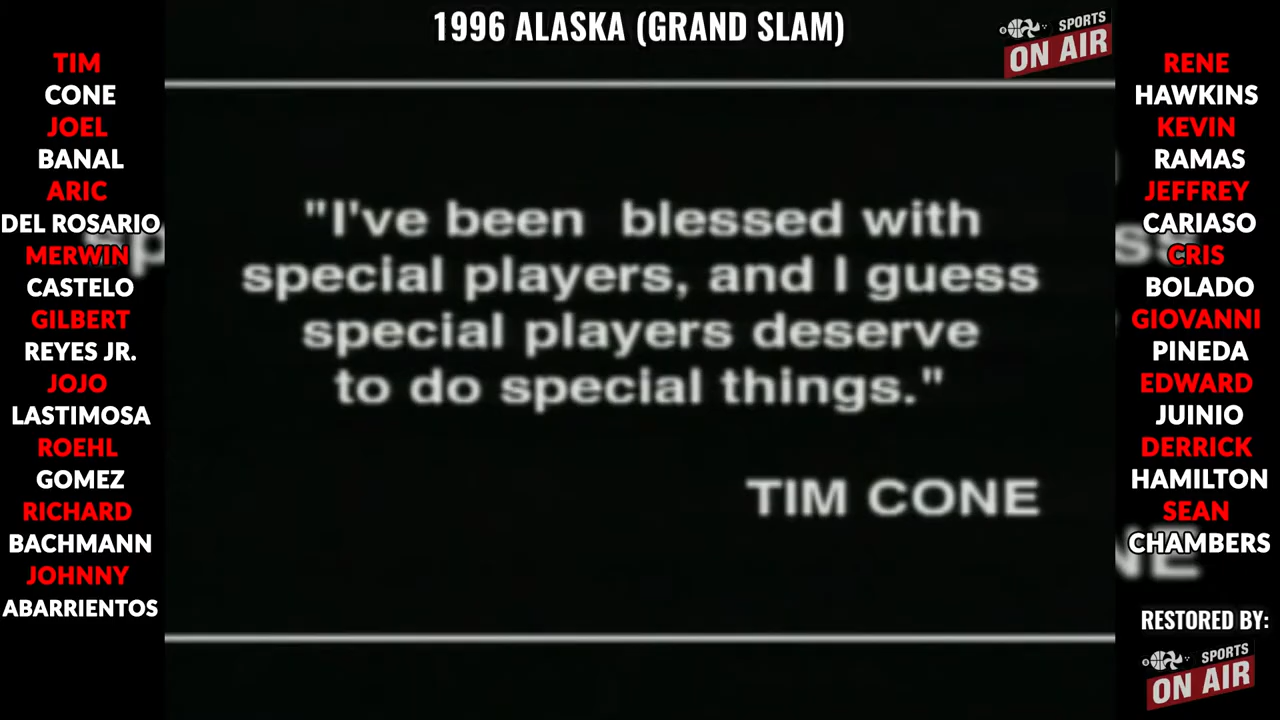 1996 ALASKA (GRAND SLAM)
SPORTS
ON AIR
TIM
CONE
JOEL
BANAL
ARIC
DEL ROSARIO
MERWIN
CASTELO
GILBERT
REYES JR.
JOJO
LASTIMOSA
ROEHL
GOMEZ
RICHARD
BACHMANN
JOHNNY
ABARRIENTOS
"I've been  blessed with
special players, and I guess
special players deserve
to do special things."
TIM CONE
RENE
HAWKINS
KEVIN
RAMAS
JEFFREY
CARIASO
CRIS
BOLADO
GIOVANNI
PINEDA
EDWARD
JUINIO
DERRICK
HAMILTON
SEAN
CHAMBERS
RESTORED BY:
SPORTS
ON AIR